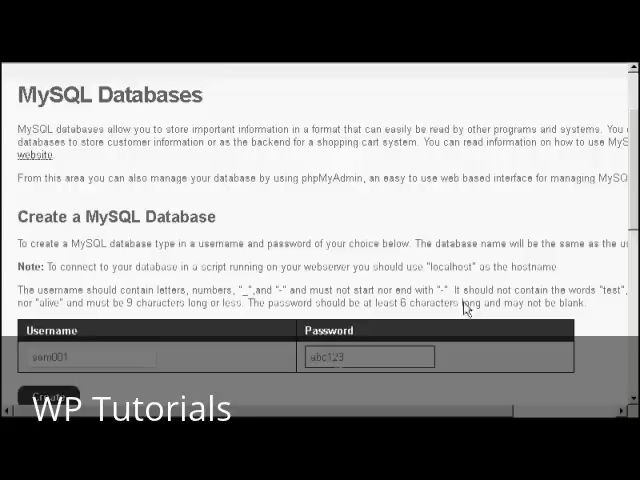 MySQL Databases
MySQL databases allow you to store important information in a format that can easily be read by other programs and systems. You
databases to store customer information or as the backend for a shopping cart system. You can read information on how to use MyS
website.
From this area you can also manage your database by using phpMyAdmin, an easy to use web based interface for managing MySQ
Create a MySQL Database
To create a MySQL database type in a username and password of your choice below. The database name will be the same as the u
Note: To connect to your database in a script running on your webserver you should use "localhost" as the hostname
The username should contain letters, numbers, "_",and "-" and must not start nor end with "-". It should not contain the words "test",
nor "alive" and must be 9 characters long or less. The password should be at least 6 characters long and may not be blank.
Username Password
sem001 abc123
Create
WP Tutorials